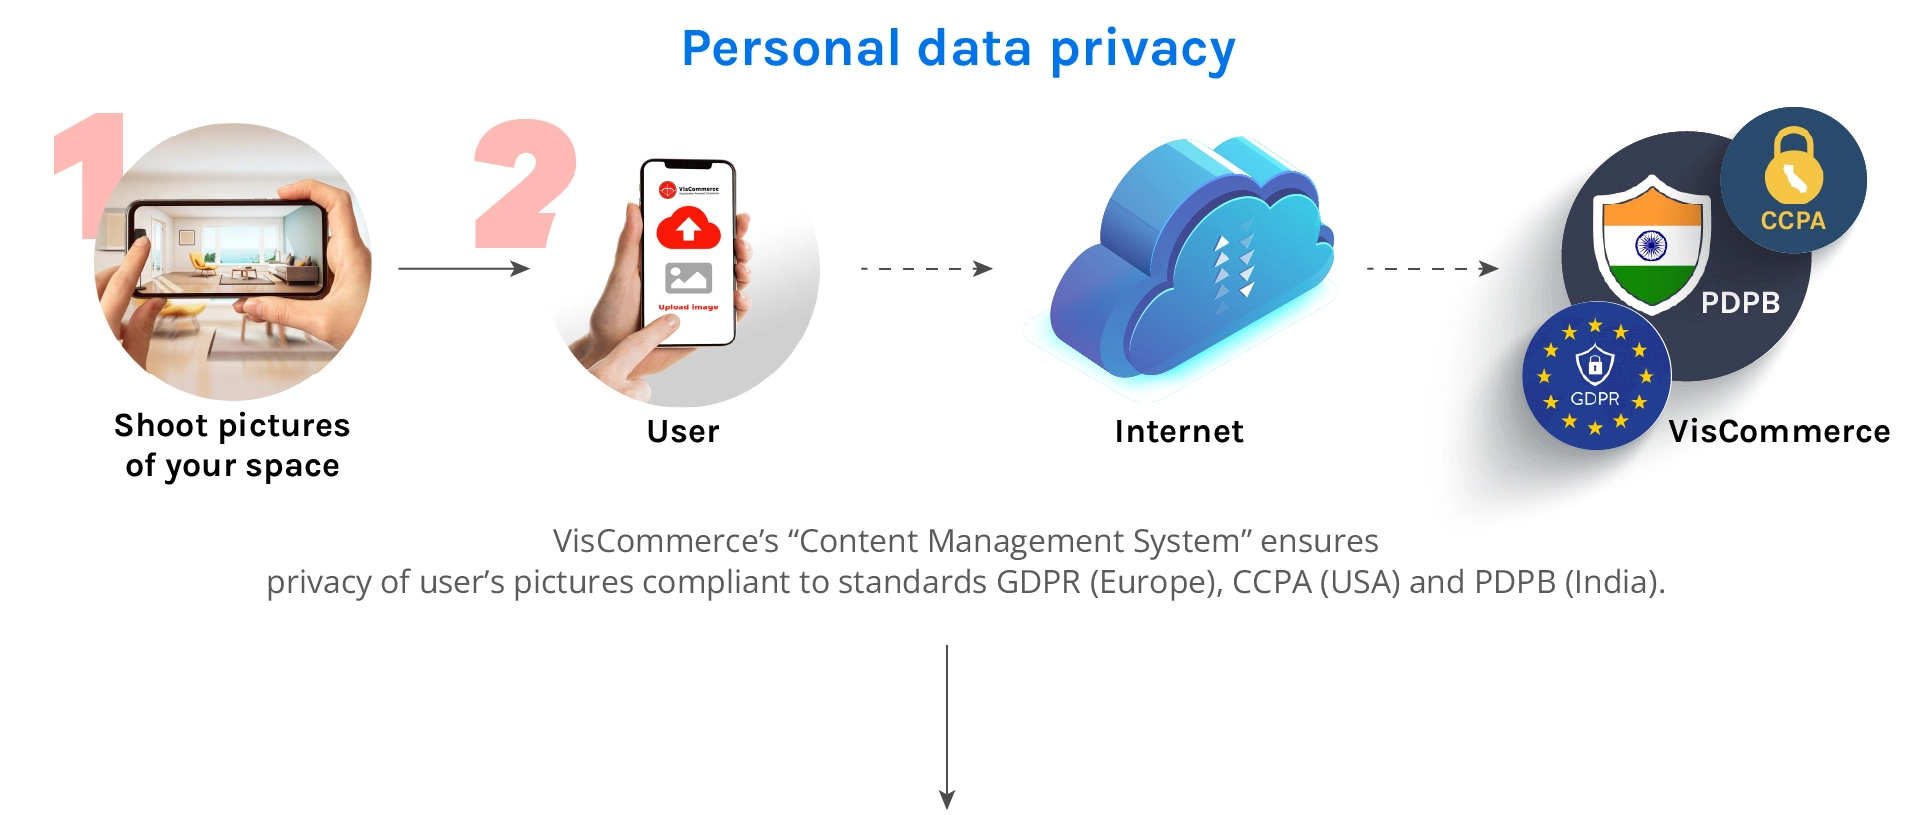 Personal data privacy
1
2
VisCommerce
Upload image
CCPA
PDPB
GDPR
Shoot pictures
of your space
User
Internet
VisCommerce
VisCommerce’s “Content Management System” ensures
privacy of user’s pictures compliant to standards GDPR (Europe), CCPA (USA) and PDPB (India).